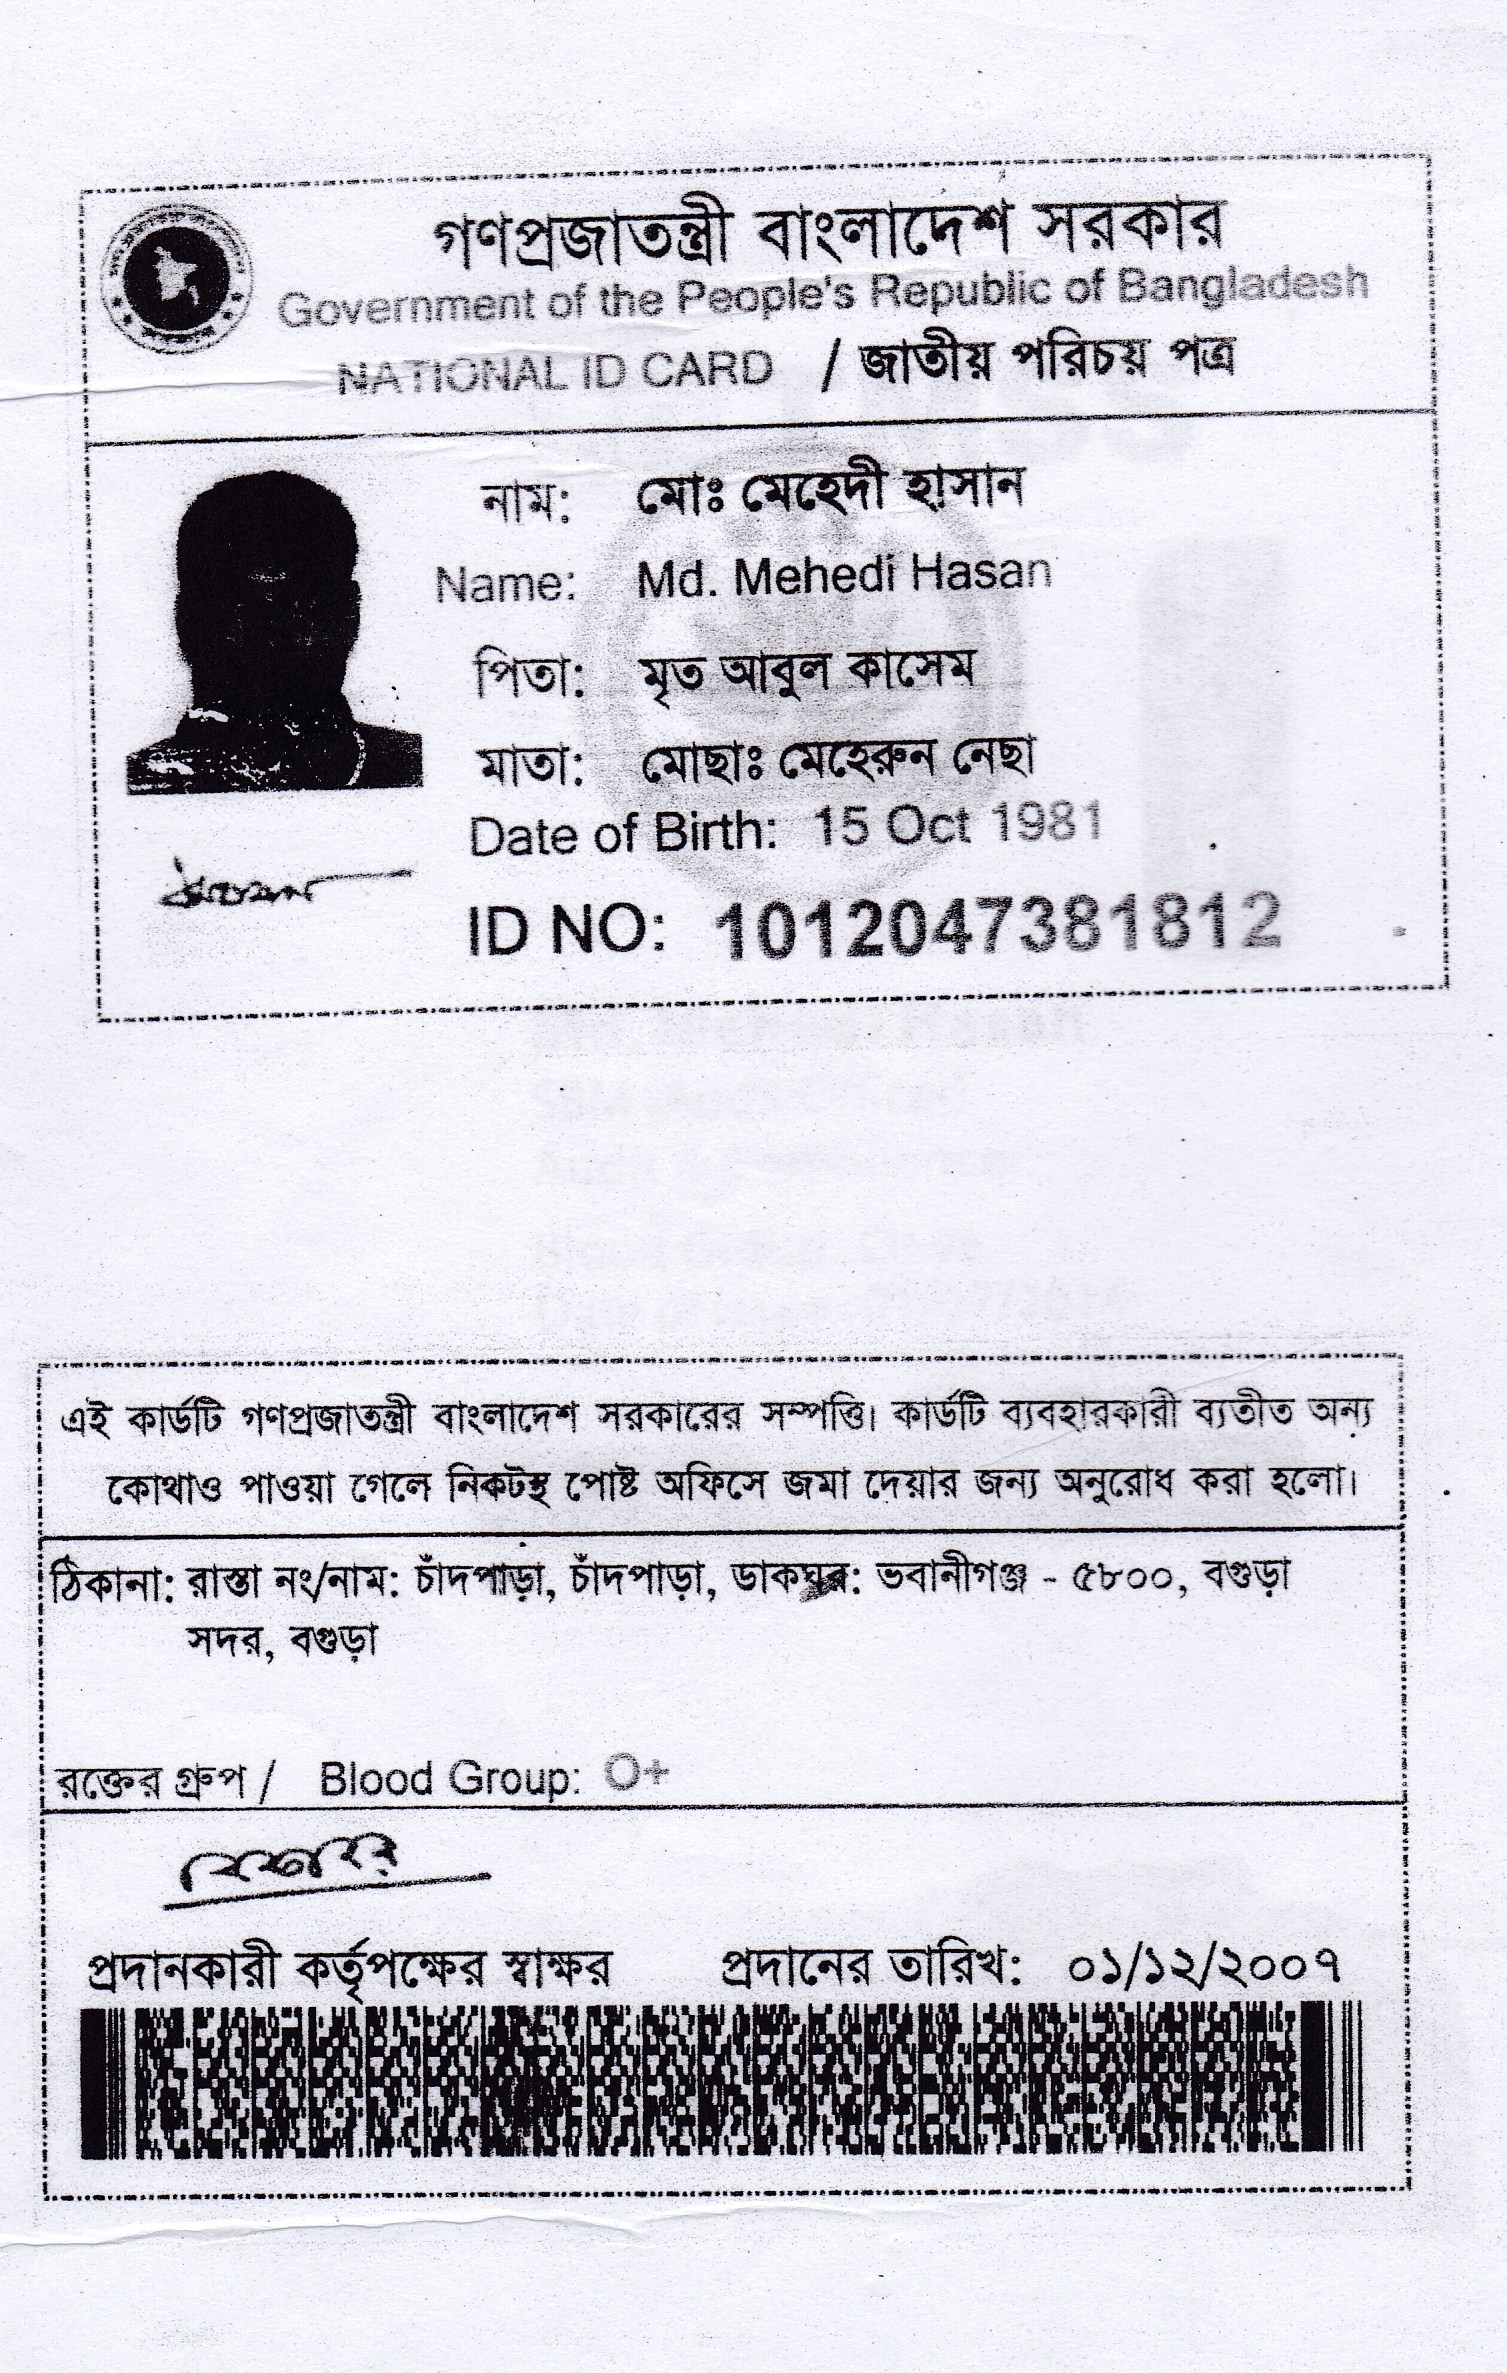 গণপ্রজাতন্ত্রী বাংলাদেশ সরকার
Government of the People's Republic of Bangladesh
NATIONAL ID CARD / জাতীয় পরিচয় পত্র
নাম: মোঃ মেহেদী হাসান
Name: Md. Mehedi Hasan
পিতা: মৃত আবুল কাসেম
মাতা: মোছাঃ মেহেরুন নেছা
Date of Birth: 15 Oct 1981
ID NO: 1012047381812
এই কার্ডটি গণপ্রজাতন্ত্রী বাংলাদেশ সরকারের সম্পত্তি। কার্ডটি ব্যবহারকারী ব্যতীত অন্য
কোথাও পাওয়া গেলে নিকটস্থ পোষ্ট অফিসে জমা দেয়ার জন্য অনুরোধ করা হলো।
ঠিকানা: রাস্তা নং/নাম: চাঁদপাড়া, চাঁদপাড়া, ডাকঘর: ভবানীগঞ্জ - ৫৮০০, বগুড়া
সদর, বগুড়া
রক্তের গ্রুপ / Blood Group: O+
প্রদানকারী কর্তৃপক্ষের স্বাক্ষর প্রদানের তারিখ: ০১/১২/২০০৭